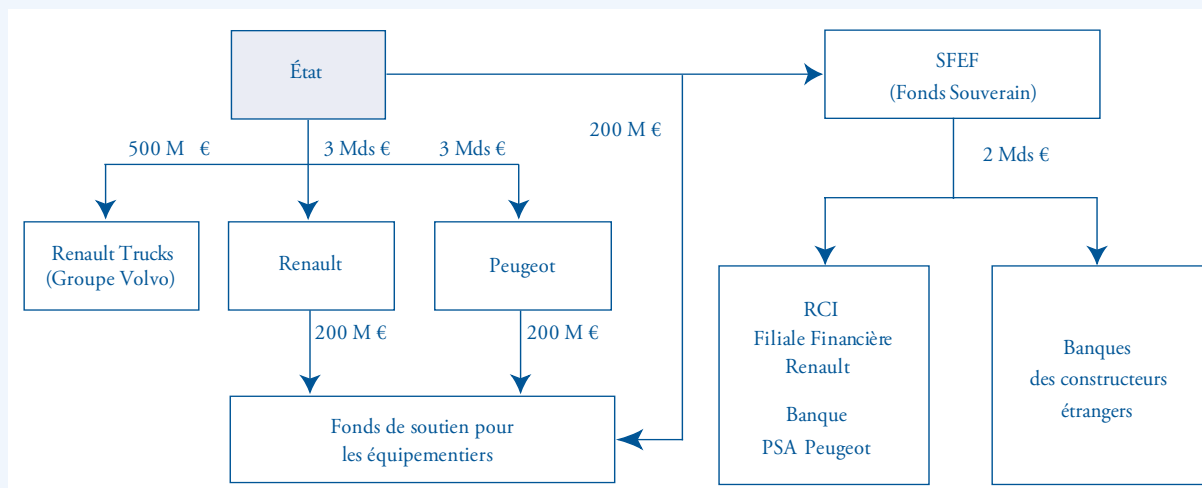 État
SFEF
(Fonds Souverain)
200 M €
500 M €
3 Mds €
3 Mds €
2 Mds €
Renault Trucks
(Groupe Volvo)
Renault
Peugeot
200 M €
200 M €
RCI
Filiale Financière
Renault
Banque
PSA Peugeot
Banques
des constructeurs
étrangers
Fonds de soutien pour
les équipementiers